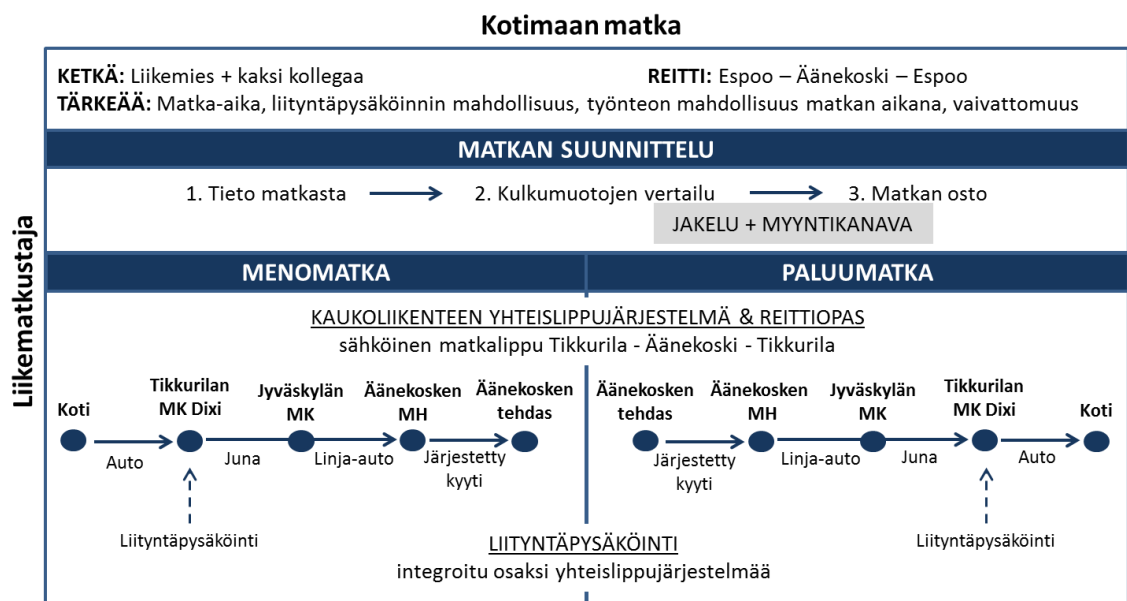 Kotimaan matka
Liikematkustaja
KETKÄ: Liikemies + kaksi kollegaa
REITTI: Espoo – Äänekoski – Espoo
TÄRKEÄÄ: Matka-aika, liityntäpysäköinnin mahdollisuus, työnteon mahdollisuus matkan aikana, vaivattomuus
MATKAN SUUNNITTELU
1. Tieto matkasta
2. Kulkumuotojen vertailu
3. Matkan osto
JAKELU + MYYNTIKANAVA
MENOMATKA
PALUUMATKA
KAUKOLIIKENTEEN YHTEISLIPPUJÄRJESTELMÄ & REITTIOPAS
sähköinen matkalippu Tikkurila - Äänekoski - Tikkurila
Koti
Tikkurilan
MK Dixi
Jyväskylän
MK
Äänekosken
MH
Äänekosken
tehdas
Auto
Juna
Linja-auto
Järjestetty
kyyti
Liityntäpysäköinti
Äänekosken
tehdas
Äänekosken
MH
Jyväskylän
MK
Tikkurilan
MK Dixi
Koti
Järjestetty
kyyti
Linja-auto
Juna
Auto
Liityntäpysäköinti
LIITYNTÄPYSÄKÖINTI
integroitu osaksi yhteislippujärjestelmää